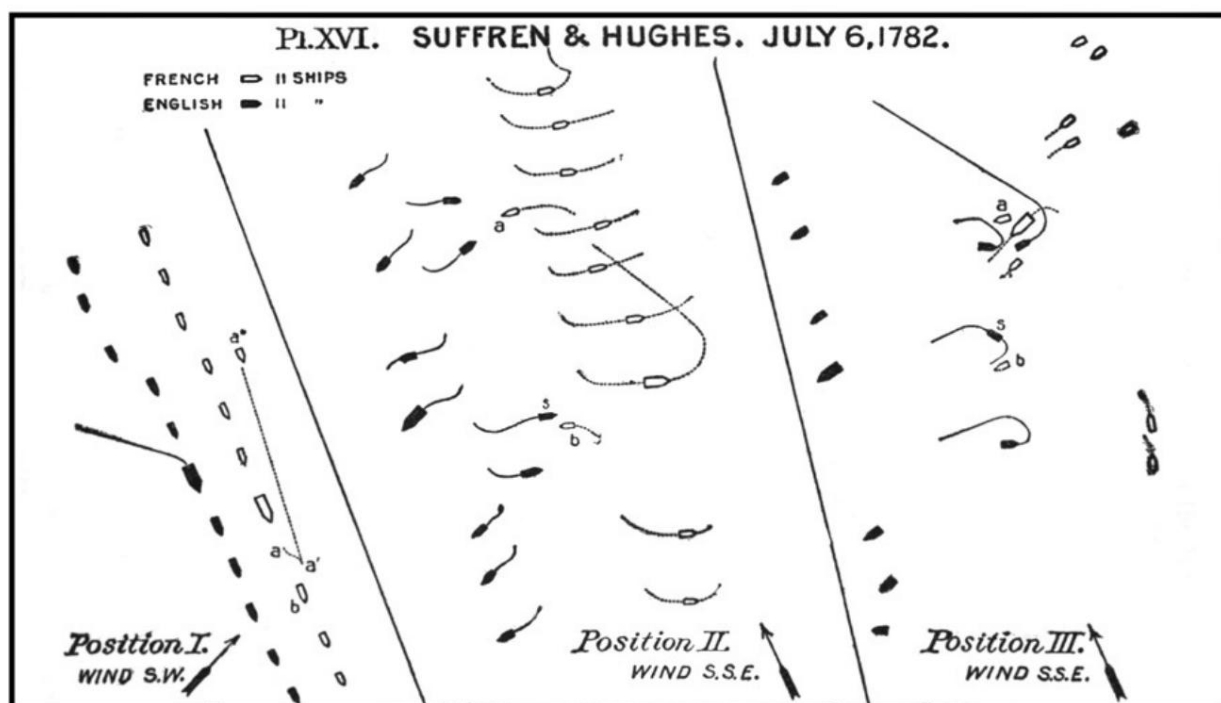 Pl.XVI. SUFFREN & HUGHES. JULY 6,1782.
FRENCH 11 SHIPS
ENGLISH 11 "
a"
a
a'
b
Position I.
WIND S.W.
a
s
b
Position II.
WIND S.S.E.
a
s
b
Position III.
WIND S.S.E.